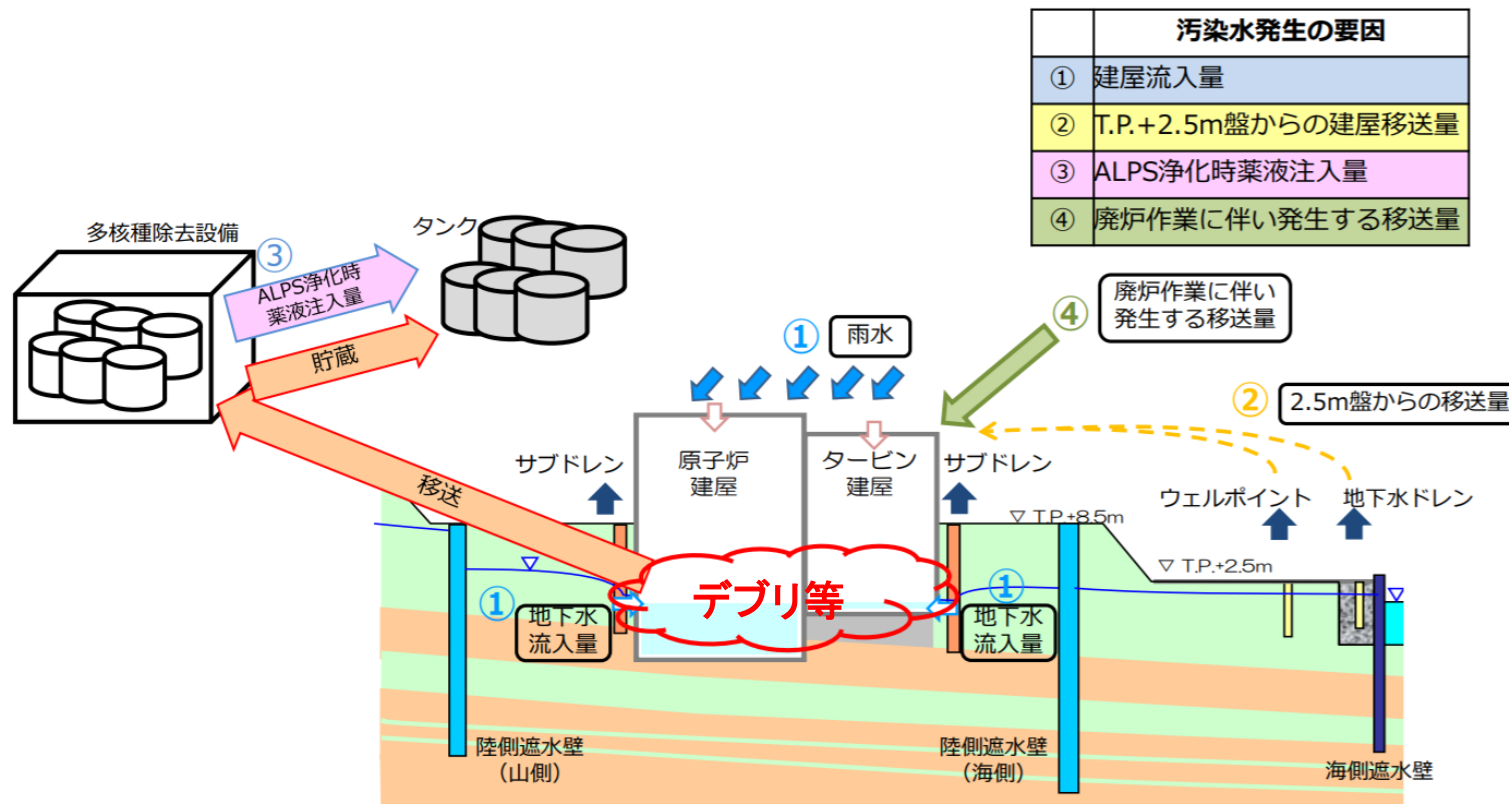 汚染水発生の要因
① 建屋流入量
② T.P.+2.5m盤からの建屋移送量
③ ALPS浄化時薬液注入量
④ 廃炉作業に伴い発生する移送量
多核種除去設備
タンク
③
ALPS浄化時
薬液注入量
貯蔵
移送
① 雨水
④
廃炉作業に伴い
発生する移送量
② 2.5m盤からの移送量
サブドレン
原子炉
建屋
タービン
建屋
サブドレン
ウェルポイント
地下水ドレン
▽ T.P.+8.5m
▽ T.P.+2.5m
デブリ等
①
地下水
流入量
①
地下水
流入量
陸側遮水壁
（山側）
陸側遮水壁
（海側）
海側遮水壁